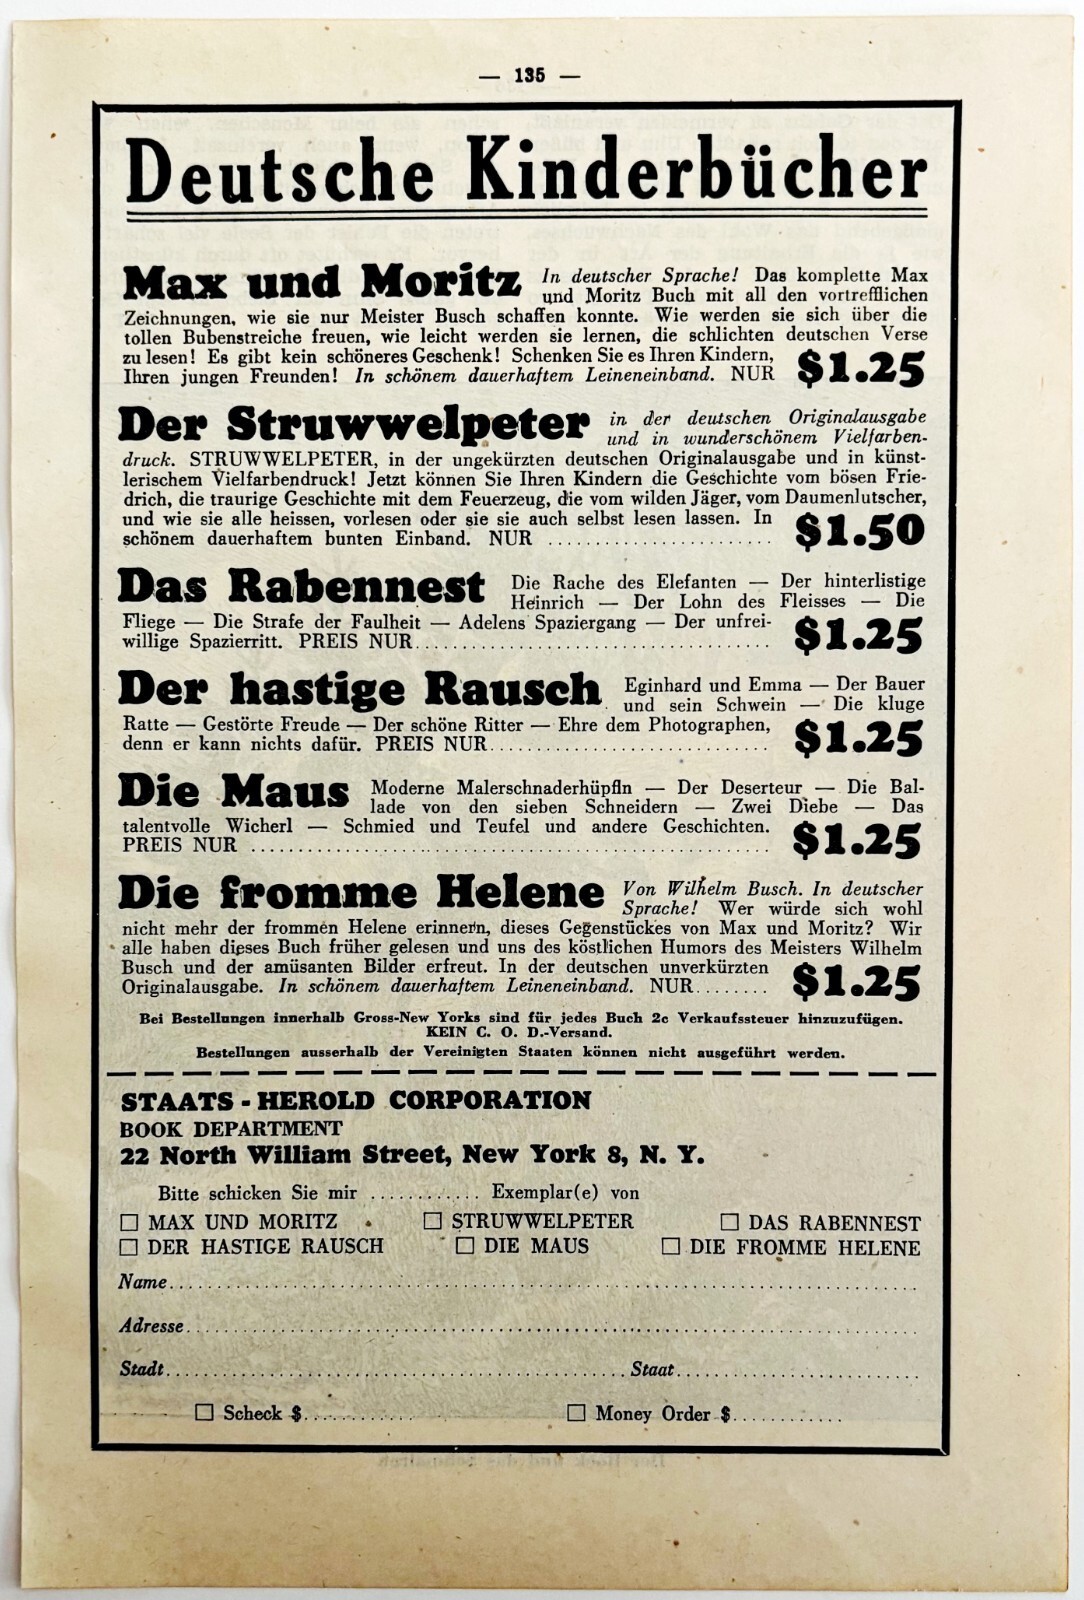 — 135 —
Deutsche Kinderbücher
Max und Moritz In deutscher Sprache! Das komplette Max
und Moritz Buch mit all den vortrefflichen
Zeichnungen, wie sie nur Meister Busch schaffen konnte. Wie werden sie sich über die
tollen Bubenstreiche freuen, wie leicht werden sie lernen, die schlichten deutschen Verse
zu lesen! Es gibt kein schöneres Geschenk! Schenken Sie es Ihren Kindern,
Ihren jungen Freunden! In schönem dauerhaftem Leineneinband. NUR $1.25
Der Struwwelpeter in der deutschen Originalausgabe
und in wunderschönem Vielfarben-
druck. STRUWWELPETER, in der ungekürzten deutschen Originalausgabe und in künst-
lerischem Vielfarbendruck! Jetzt können Sie Ihren Kindern die Geschichte vom bösen Frie-
drich, die traurige Geschichte mit dem Feuerzeug, die vom wilden Jäger, vom Daumenlutscher,
und wie sie alle heissen, vorlesen oder sie sie auch selbst lesen lassen. In
schönem dauerhaftem bunten Einband. NUR ........................ $1.50
Das Rabennest Die Rache des Elefanten — Der hinterlistige
Heinrich — Der Lohn des Fleisses — Die
Fliege — Die Strafe der Faulheit — Adelens Spaziergang — Der unfrei-
willige Spazierritt. PREIS NUR..................................... $1.25
Der hastige Rausch Eginhard und Emma — Der Bauer
und sein Schwein — Die kluge
Ratte — Gestörte Freude — Der schöne Ritter — Ehre dem Photographen,
denn er kann nichts dafür. PREIS NUR............................. $1.25
Die Maus Moderne Malerschnaderhüpfln — Der Deserteur — Die Bal-
lade von den sieben Schneidern — Zwei Diebe — Das
talentvolle Wicherl — Schmied und Teufel und andere Geschichten.
PREIS NUR ...................................................... $1.25
Die fromme Helene Von Wilhelm Busch. In deutscher
Sprache! Wer würde sich wohl
nicht mehr der frommen Helene erinnern, dieses Gegenstückes von Max und Moritz? Wir
alle haben dieses Buch früher gelesen und uns des köstlichen Humors des Meisters Wilhelm
Busch und der amüsanten Bilder erfreut. In der deutschen unverkürzten
Originalausgabe. In schönem dauerhaftem Leineneinband. NUR........ $1.25
Bei Bestellungen innerhalb Gross-New Yorks sind für jedes Buch 2c Verkaufssteuer hinzuzufügen.
KEIN C. O. D.-Versand.
Bestellungen ausserhalb der Vereinigten Staaten können nicht ausgeführt werden.
STAATS - HEROLD CORPORATION
BOOK DEPARTMENT
22 North William Street, New York 8, N. Y.
Bitte schicken Sie mir ............ Exemplar(e) von
□ MAX UND MORITZ □ STRUWWELPETER □ DAS RABENNEST
□ DER HASTIGE RAUSCH □ DIE MAUS □ DIE FROMME HELENE
Name..............................................................................
Adresse............................................................................
Stadt................................................Staat.........................
□ Scheck $.............. □ Money Order $............